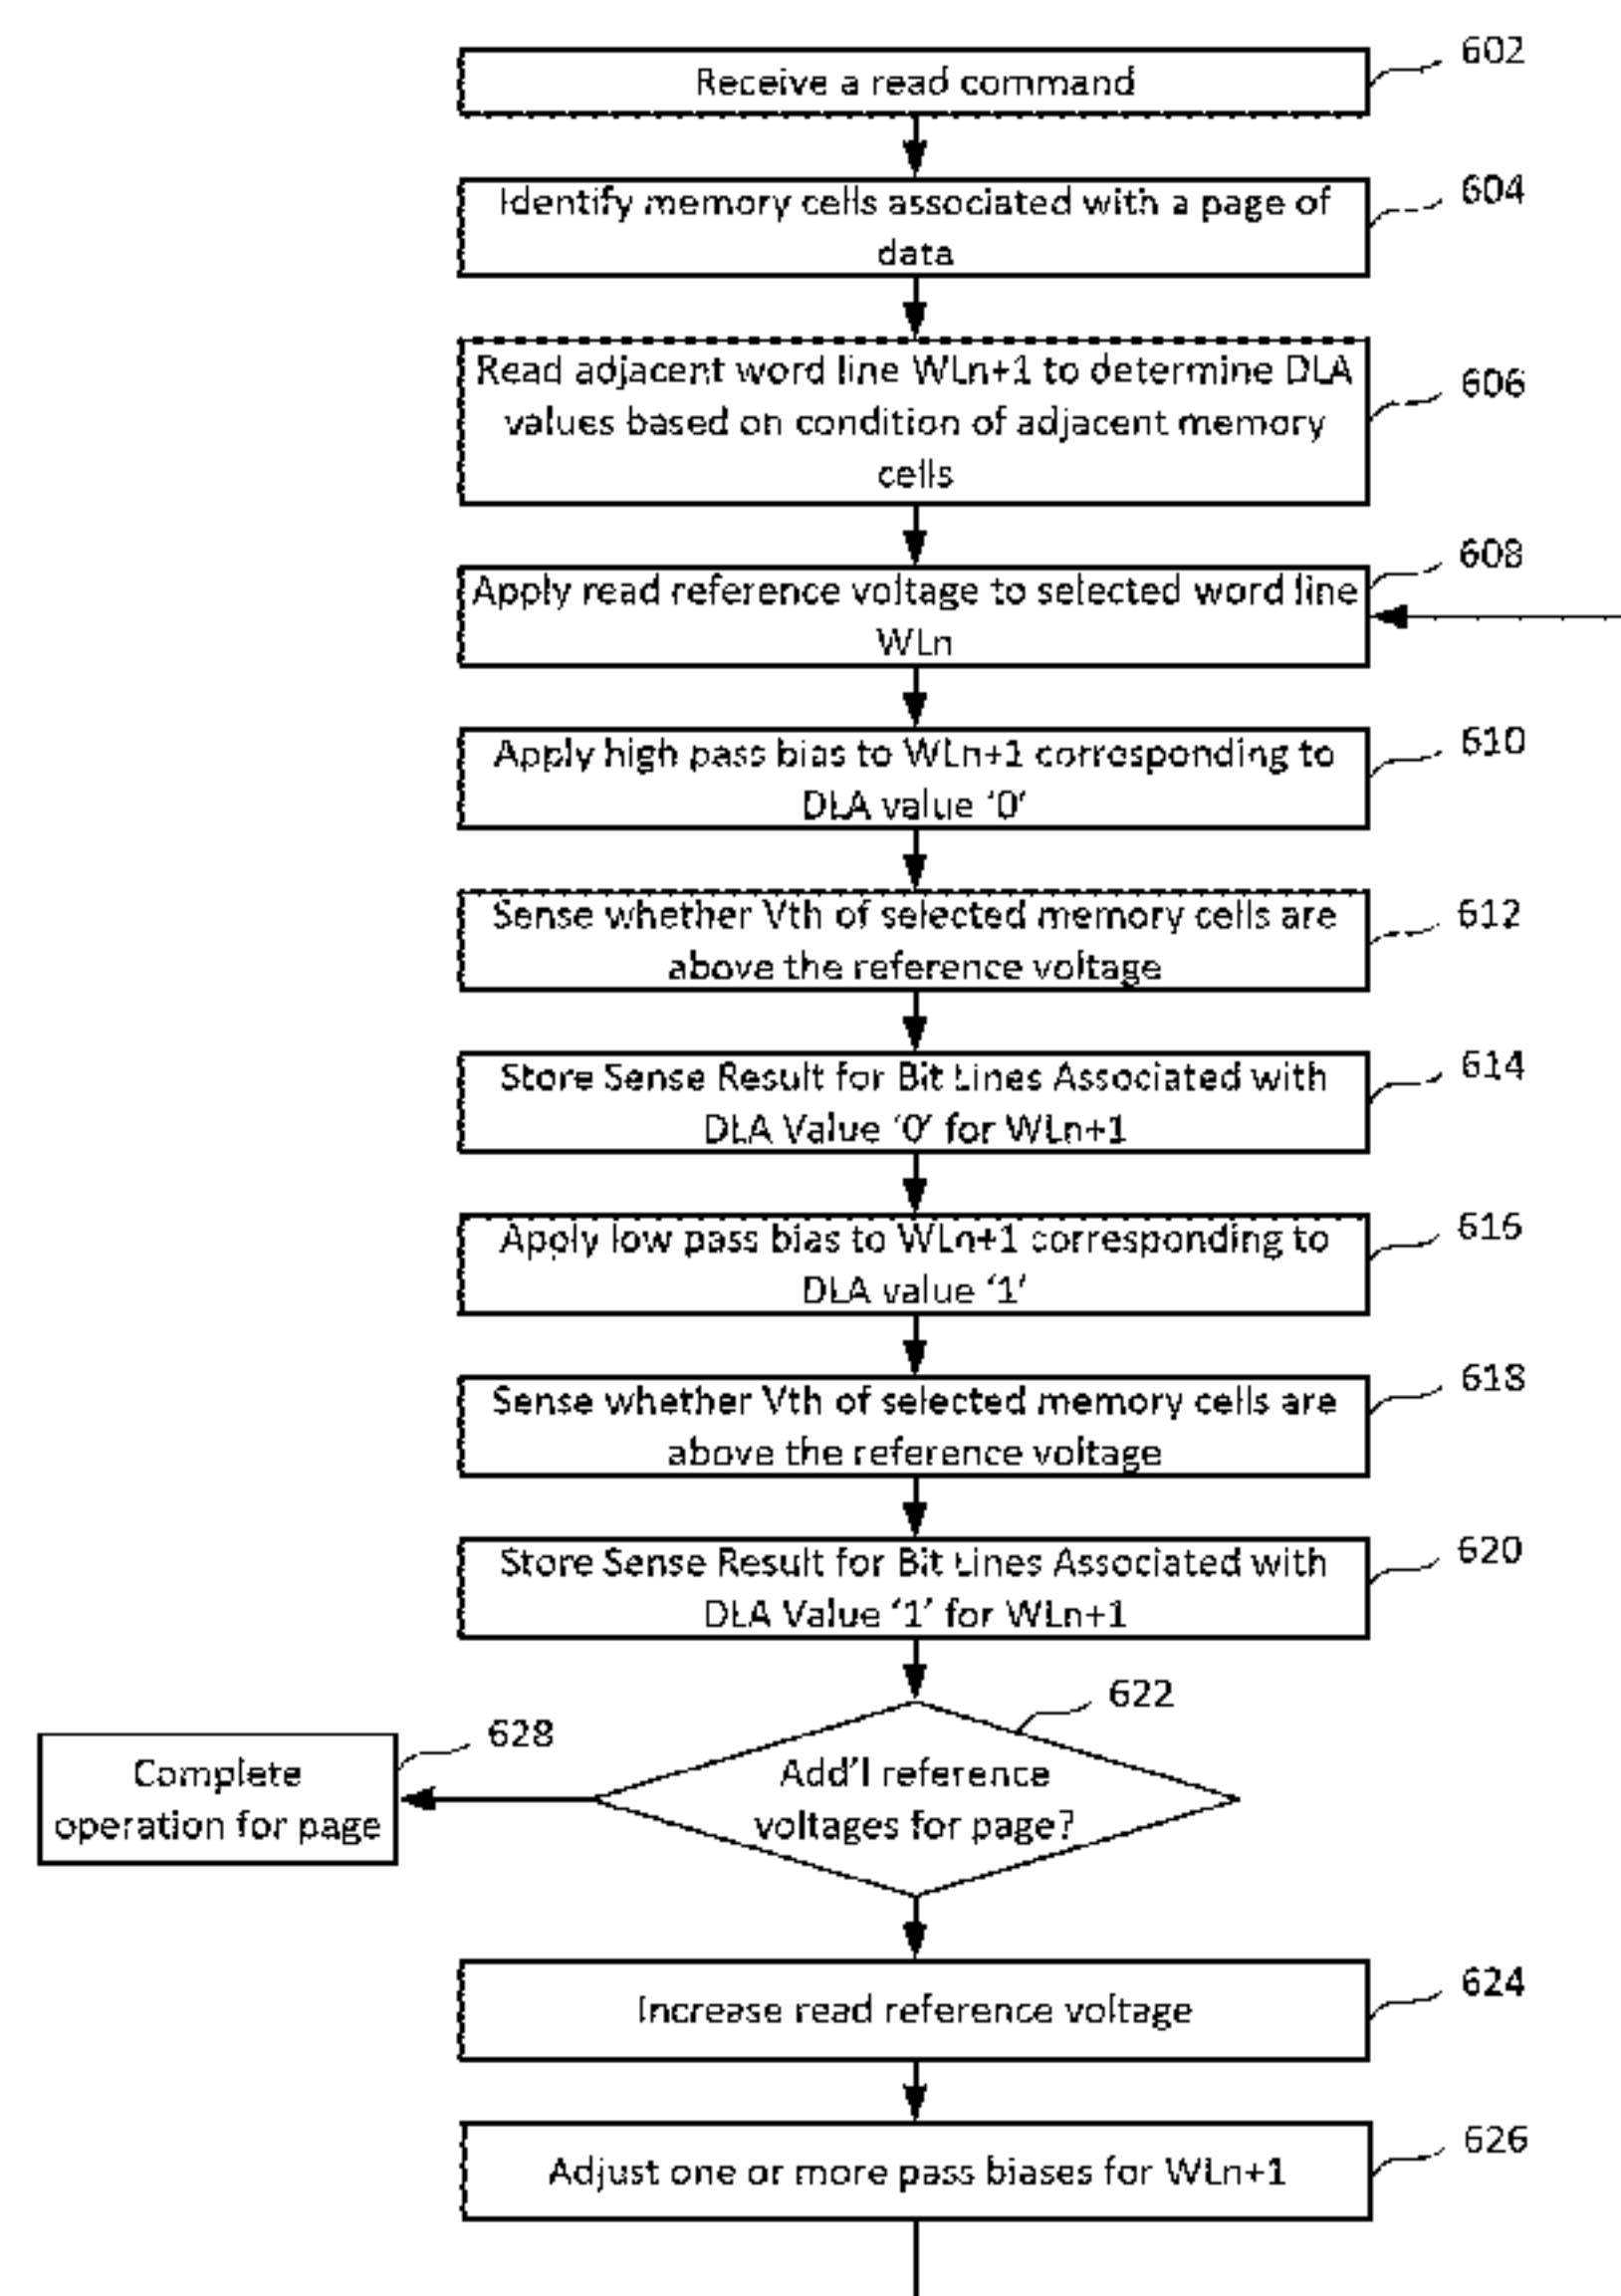 Receive a read command
602
Identify memory cells associated with a page of
data
604
Read adjacent word line WLn+1 to determine DLA
values based on condition of adjacent memory
cells
606
Apply read reference voltage to selected word line
WLn
608
Apply high pass bias to WLn+1 corresponding to
DLA value '0'
610
Sense whether Vth of selected memory cells are
above the reference voltage
612
Store Sense Result for Bit Lines Associated with
DLA Value '0' for WLn+1
614
Apply low pass bias to WLn+1 corresponding to
DLA value '1'
616
Sense whether Vth of selected memory cells are
above the reference voltage
618
Store Sense Result for Bit Lines Associated with
DLA Value '1' for WLn+1
620
Add'l reference
voltages for page?
622
Complete
operation for page
628
Increase read reference voltage
624
Adjust one or more pass biases for WLn+1
626